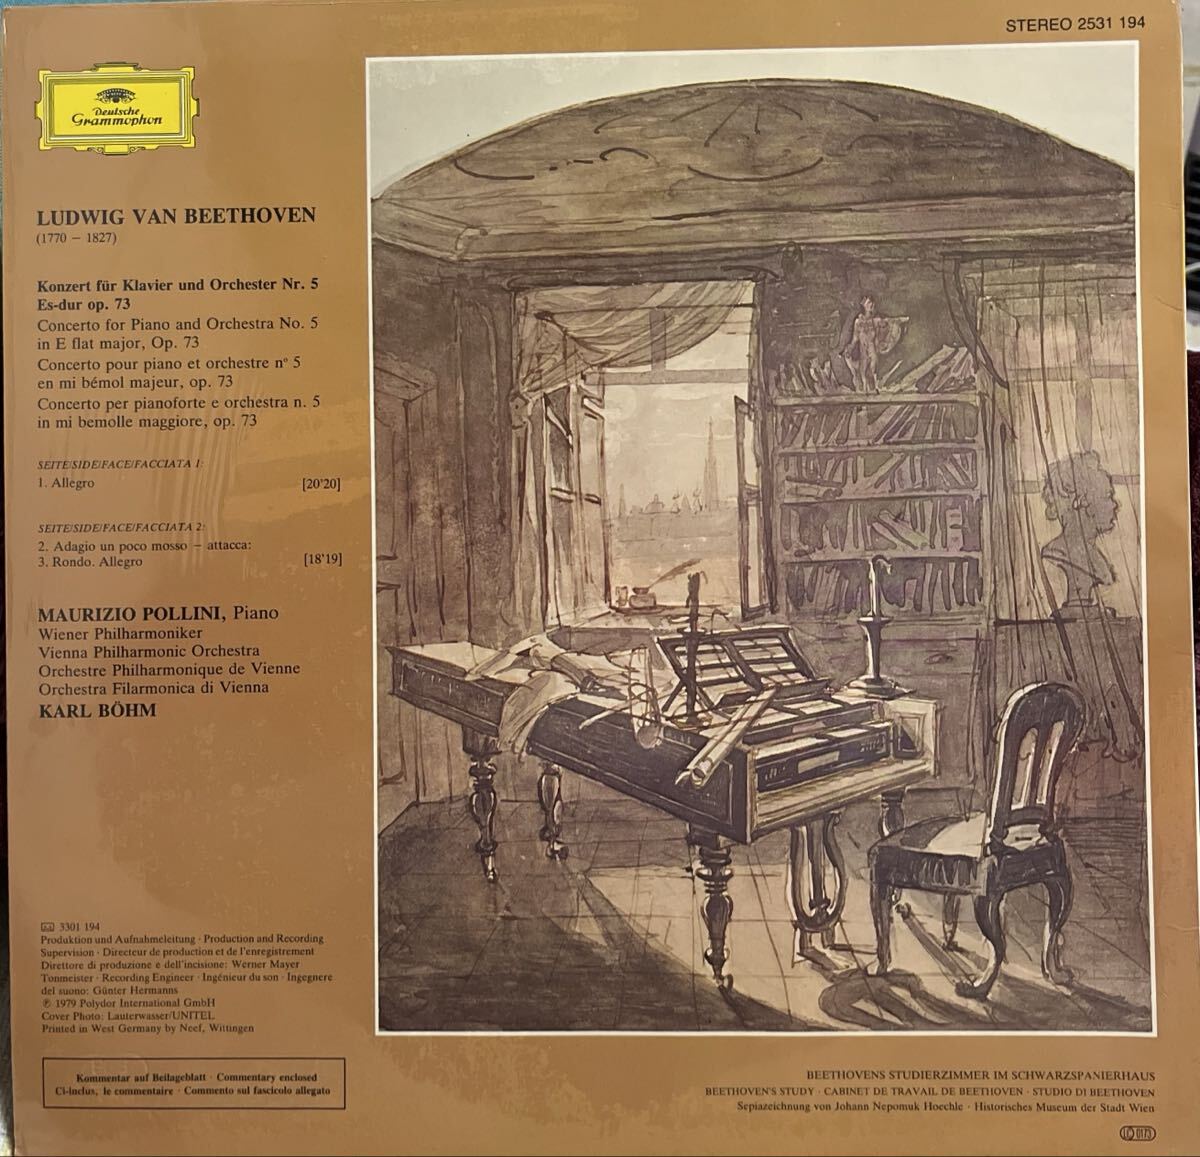 STEREO 2531 194
Deutsche
Grammophon
LUDWIG VAN BEETHOVEN
(1770 – 1827)
Konzert für Klavier und Orchester Nr. 5
Es-dur op. 73
Concerto for Piano and Orchestra No. 5
in E flat major, Op. 73
Concerto pour piano et orchestre n° 5
en mi bémol majeur, op. 73
Concerto per pianoforte e orchestra n. 5
in mi bemolle maggiore, op. 73
SEITE/SIDE/FACE/FACCIATA 1:
1. Allegro [20'20]
SEITE/SIDE/FACE/FACCIATA 2:
2. Adagio un poco mosso – attacca:
3. Rondo. Allegro [18'19]
MAURIZIO POLLINI, Piano
Wiener Philharmoniker
Vienna Philharmonic Orchestra
Orchestre Philharmonique de Vienne
Orchestra Filarmonica di Vienna
KARL BÖHM
3301 194
Produktion und Aufnahmeleitung · Production and Recording
Supervision · Directeur de production et de l'enregistrement
Direttore di produzione e dell'incisione: Werner Mayer
Tonmeister · Recording Engineer · Ingénieur du son · Ingegnere
del suono: Günter Hermanns
℗ 1979 Polydor International GmbH
Cover Photo: Lauterwasser/UNITEL
Printed in West Germany by Neef, Wittingen
Kommentar auf Beilageblatt · Commentary enclosed
Ci-inclus, le commentaire · Commento sul fascicolo allegato
BEETHOVENS STUDIERZIMMER IM SCHWARZSPANIERHAUS
BEETHOVEN'S STUDY · CABINET DE TRAVAIL DE BEETHOVEN · STUDIO DI BEETHOVEN
Sepiazeichnung von Johann Nepomuk Hoechle · Historisches Museum der Stadt Wien
LC 0173